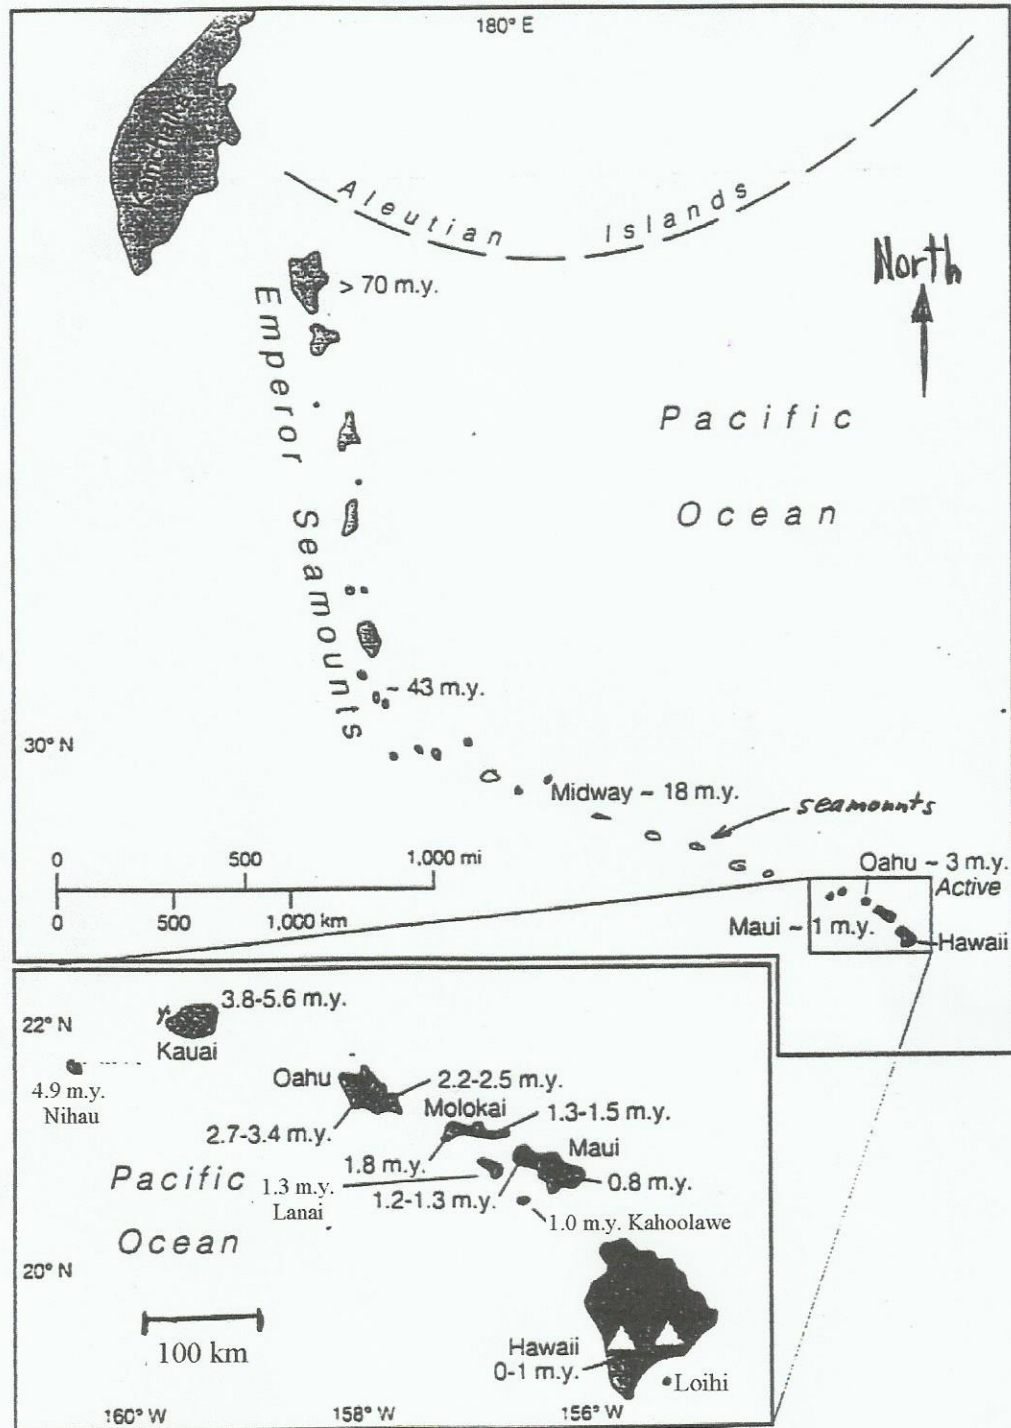 180° E
Kamchatka
Aleutian Islands
North
> 70 m.y.
Emperor Seamounts
Pacific
Ocean
~ 43 m.y.
30° N
Midway ~ 18 m.y.
seamounts
0 500 1,000 mi
0 500 1,000 km
Oahu ~ 3 m.y.
Active
Maui ~ 1 m.y.
Hawaii
3.8-5.6 m.y.
22° N
Kauai
4.9 m.y.
Nihau
Oahu
2.2-2.5 m.y.
Molokai
1.3-1.5 m.y.
2.7-3.4 m.y.
Maui
1.8 m.y.
Pacific
1.3 m.y.
Lanai
1.2-1.3 m.y.
0.8 m.y.
1.0 m.y. Kahoolawe
Ocean
20° N
100 km
Hawaii
0-1 m.y.
Loihi
160° W
158° W
156° W